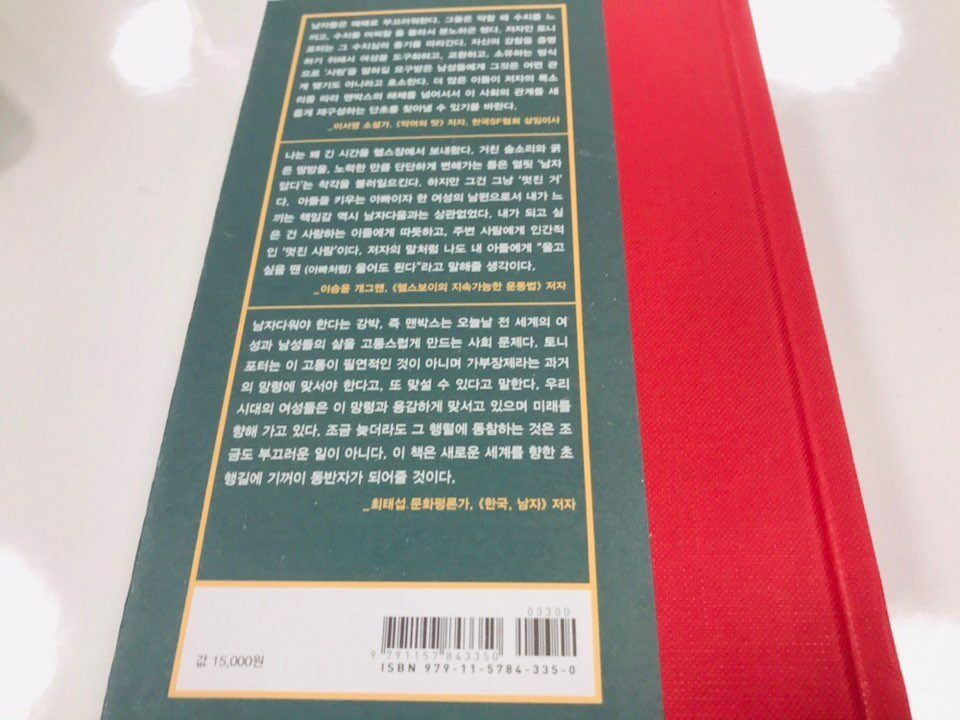 남자들은 때때로 부끄러워한다. 그들은 약할 때 수치를 느
끼고, 수치를 어찌할 줄 몰라서 분노하곤 했다. 저자인 토니
포터는 그 수치심의 줄기를 따라간다. 자신의 강함을 증명
하기 위해서 여성을 도구화하고, 교환하고, 소유하는 방식
으로 '사랑'을 말하길 요구받은 남성들에게 그것은 어떤 관
계 맺기도 아니라고 호소한다. 더 많은 이들이 저자의 목소
리를 따라 맨박스의 해체를 넘어서서 이 사회의 관계를 새
롭게 재구성하는 단초를 찾아낼 수 있기를 바란다.
_이서영 소설가, 《악어의 맛》 저자, 한국SF협회 상임이사
나는 꽤 긴 시간을 헬스장에서 보내왔다. 거친 숨소리와 굵
은 땀방울, 노력한 만큼 단단하게 변해가는 몸은 얼핏 '남자
답다'는 착각을 불러일으킨다. 하지만 그건 그냥 '멋진 거'
다. 아들을 키우는 아빠이자 한 여성의 남편으로서 내가 느
끼는 책임감 역시 남자다움과는 상관없었다. 내가 되고 싶
은 건 사랑하는 이들에게 따뜻하고, 주변 사람에게 인간적
인 '멋진 사람'이다. 저자의 말처럼 나도 내 아들에게 "울고
싶을 땐 (아빠처럼) 울어도 된다"라고 말해줄 생각이다.
_이승윤 개그맨, 《헬스보이의 지속가능한 운동법》 저자
남자다워야 한다는 강박, 즉 맨박스는 오늘날 전 세계의 여
성과 남성들의 삶을 고통스럽게 만드는 사회 문제다. 토니
포터는 이 고통이 필연적인 것이 아니며 가부장제라는 과거
의 망령에 맞서야 한다고, 또 맞설 수 있다고 말한다. 우리
시대의 여성들은 이 망령과 용감하게 맞서고 있으며 미래를
향해 가고 있다. 조금 늦더라도 그 행렬에 동참하는 것은 조
금도 부끄러운 일이 아니다. 이 책은 새로운 세계를 향한 초
행길에 기꺼이 동반자가 되어줄 것이다.
_최태섭 문화평론가, 《한국, 남자》 저자
03300
값 15,000원
9 791157 843350
ISBN 979-11-5784-335-0